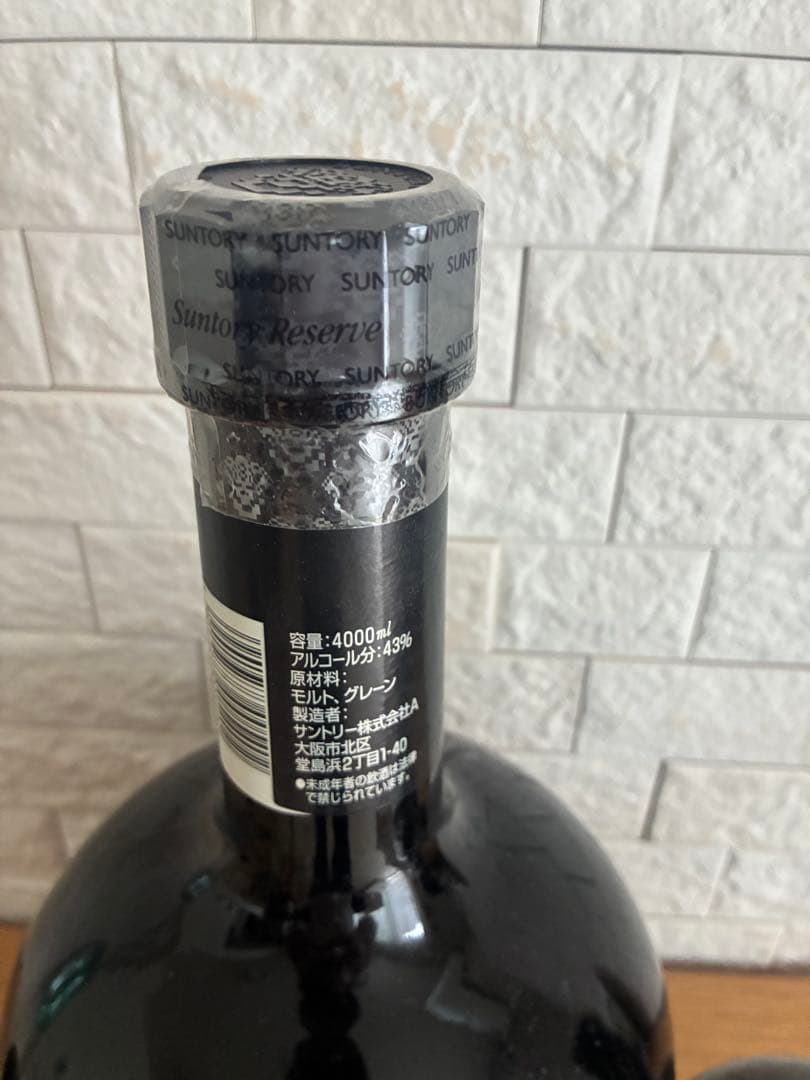 SUNTORY SUNTORY SUNTORY
SUNTORY SUNTORY SUNT
Suntory Reserve
SUNTORY SUNTORY SUNT
SUNTORY
容量:4000ml
アルコール分:43%
原材料:
モルト、グレーン
製造者:
サントリー株式会社A
大阪市北区
堂島浜2丁目1-40
●未成年者の飲酒は法律
で禁じられています。